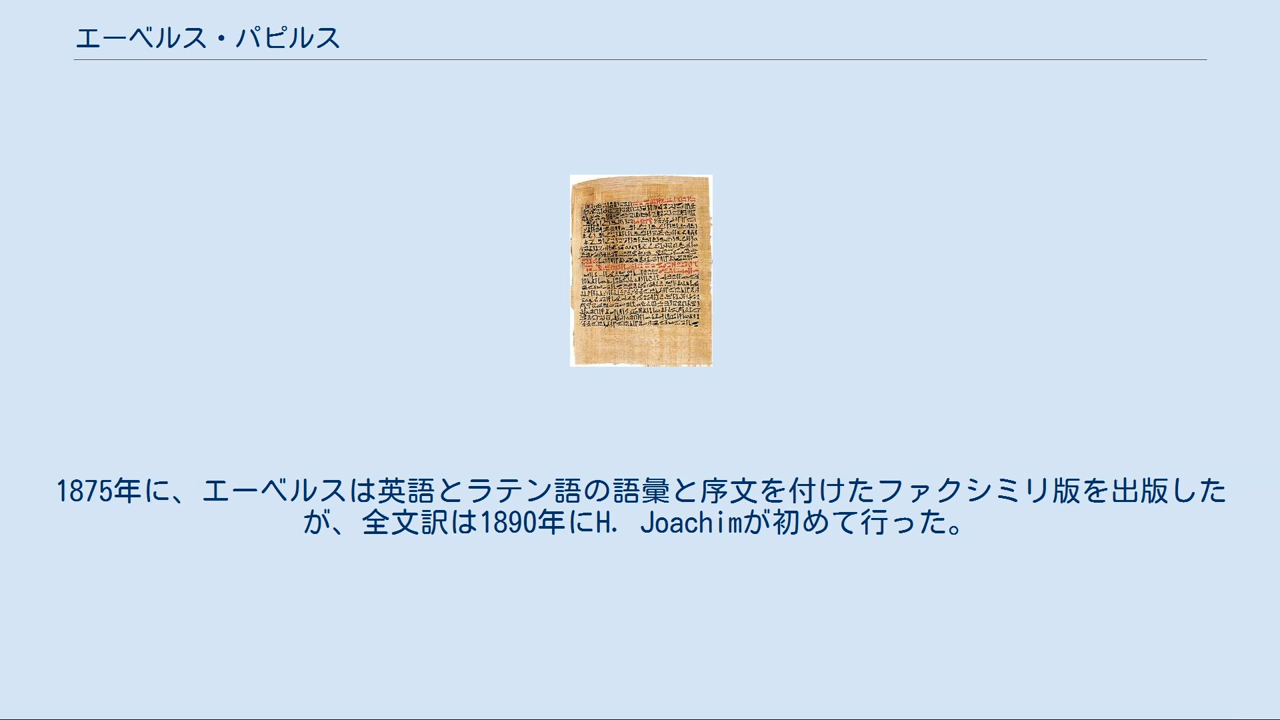 エーベルス・パピルス
1875年に、エーベルスは英語とラテン語の語彙と序文を付けたファクシミリ版を出版した
が、全文訳は1890年にH. Joachimが初めて行った。